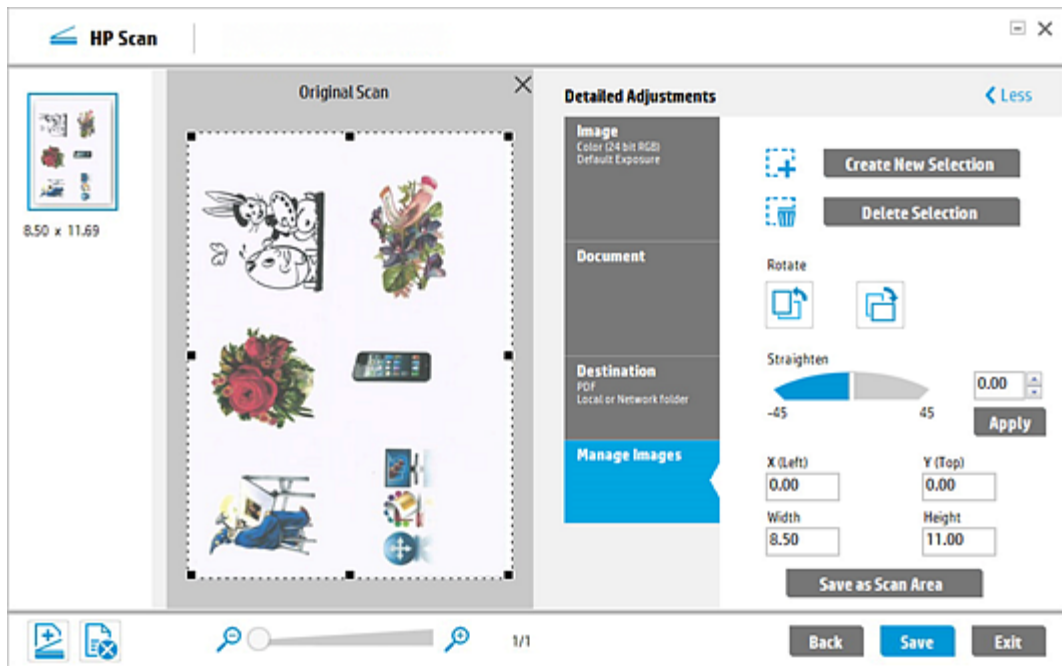 HP Scan
8.50 x 11.69
Original Scan
Detailed Adjustments
Less
Image
Color (24 bit RGB)
Default Exposure
Document
Destination
PDF
Local or Network folder
Manage Images
Create New Selection
Delete Selection
Rotate
Straighten
0.00
-45 45
Apply
X (Left) Y (Top)
0.00 0.00
Width Height
8.50 11.00
Save as Scan Area
1/1
Back Save Exit